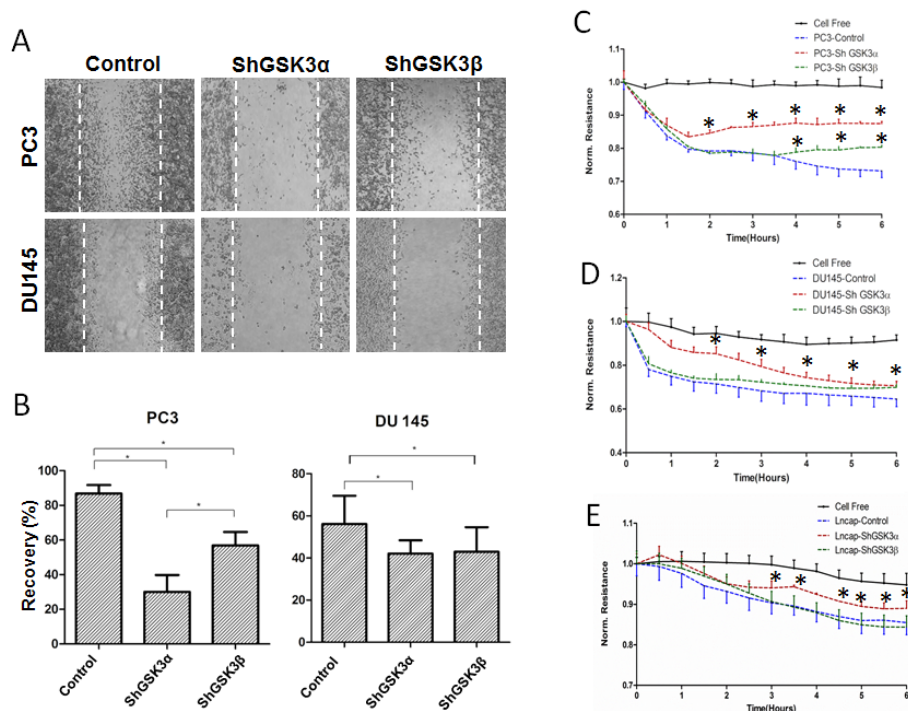 A
Control
ShGSK3α
ShGSK3β
PC3
DU145
B
PC3
Recovery (%)
100
80
60
40
20
0
*
*
*
Control
ShGSK3α
ShGSK3β
DU 145
80
60
40
20
0
*
*
Control
ShGSK3α
ShGSK3β
C
Cell Free
PC3-Control
PC3-Sh GSK3α
PC3-Sh GSK3β
Norm. Resistance
1.0
0.9
0.8
0.7
0.6
* * * * *
* * *
0 1 2 3 4 5 6
Time(Hours)
D
Cell Free
DU145-Control
DU145-Sh GSK3α
DU145-Sh GSK3β
Norm. Resistance
1.2
1.0
0.8
0.6
0.4
* * * * *
0 1 2 3 4 5 6
Time(Hours)
E
Cell Free
Lncap-Control
Lncap-ShGSK3α
Lncap-ShGSK3β
Norm. Resistance
1.1
1.0
0.9
0.8
0.7
* * * * * *
0 1 2 3 4 5 6
Time(Hours)